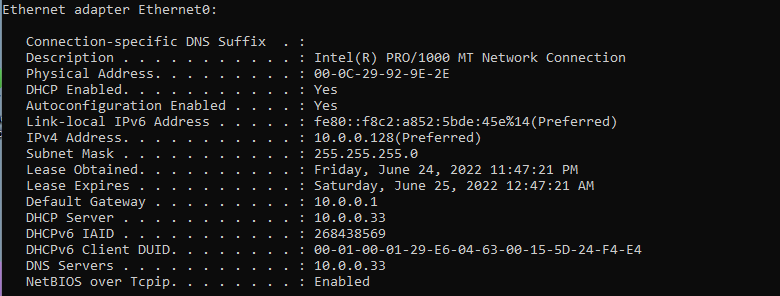 Ethernet adapter Ethernet0:
Connection-specific DNS Suffix  . :
Description . . . . . . . . . . . : Intel(R) PRO/1000 MT Network Connection
Physical Address. . . . . . . . . : 00-0C-29-92-9E-2E
DHCP Enabled. . . . . . . . . . . : Yes
Autoconfiguration Enabled . . . . : Yes
Link-local IPv6 Address . . . . . : fe80::f8c2:a852:5bde:45e%14(Preferred)
IPv4 Address. . . . . . . . . . . : 10.0.0.128(Preferred)
Subnet Mask . . . . . . . . . . . : 255.255.255.0
Lease Obtained. . . . . . . . . . : Friday, June 24, 2022 11:47:21 PM
Lease Expires . . . . . . . . . . : Saturday, June 25, 2022 12:47:21 AM
Default Gateway . . . . . . . . . : 10.0.0.1
DHCP Server . . . . . . . . . . . : 10.0.0.33
DHCPv6 IAID . . . . . . . . . . . : 268438569
DHCPv6 Client DUID. . . . . . . . : 00-01-00-01-29-E6-04-63-00-15-5D-24-F4-E4
DNS Servers . . . . . . . . . . . : 10.0.0.33
NetBIOS over Tcpip. . . . . . . . : Enabled